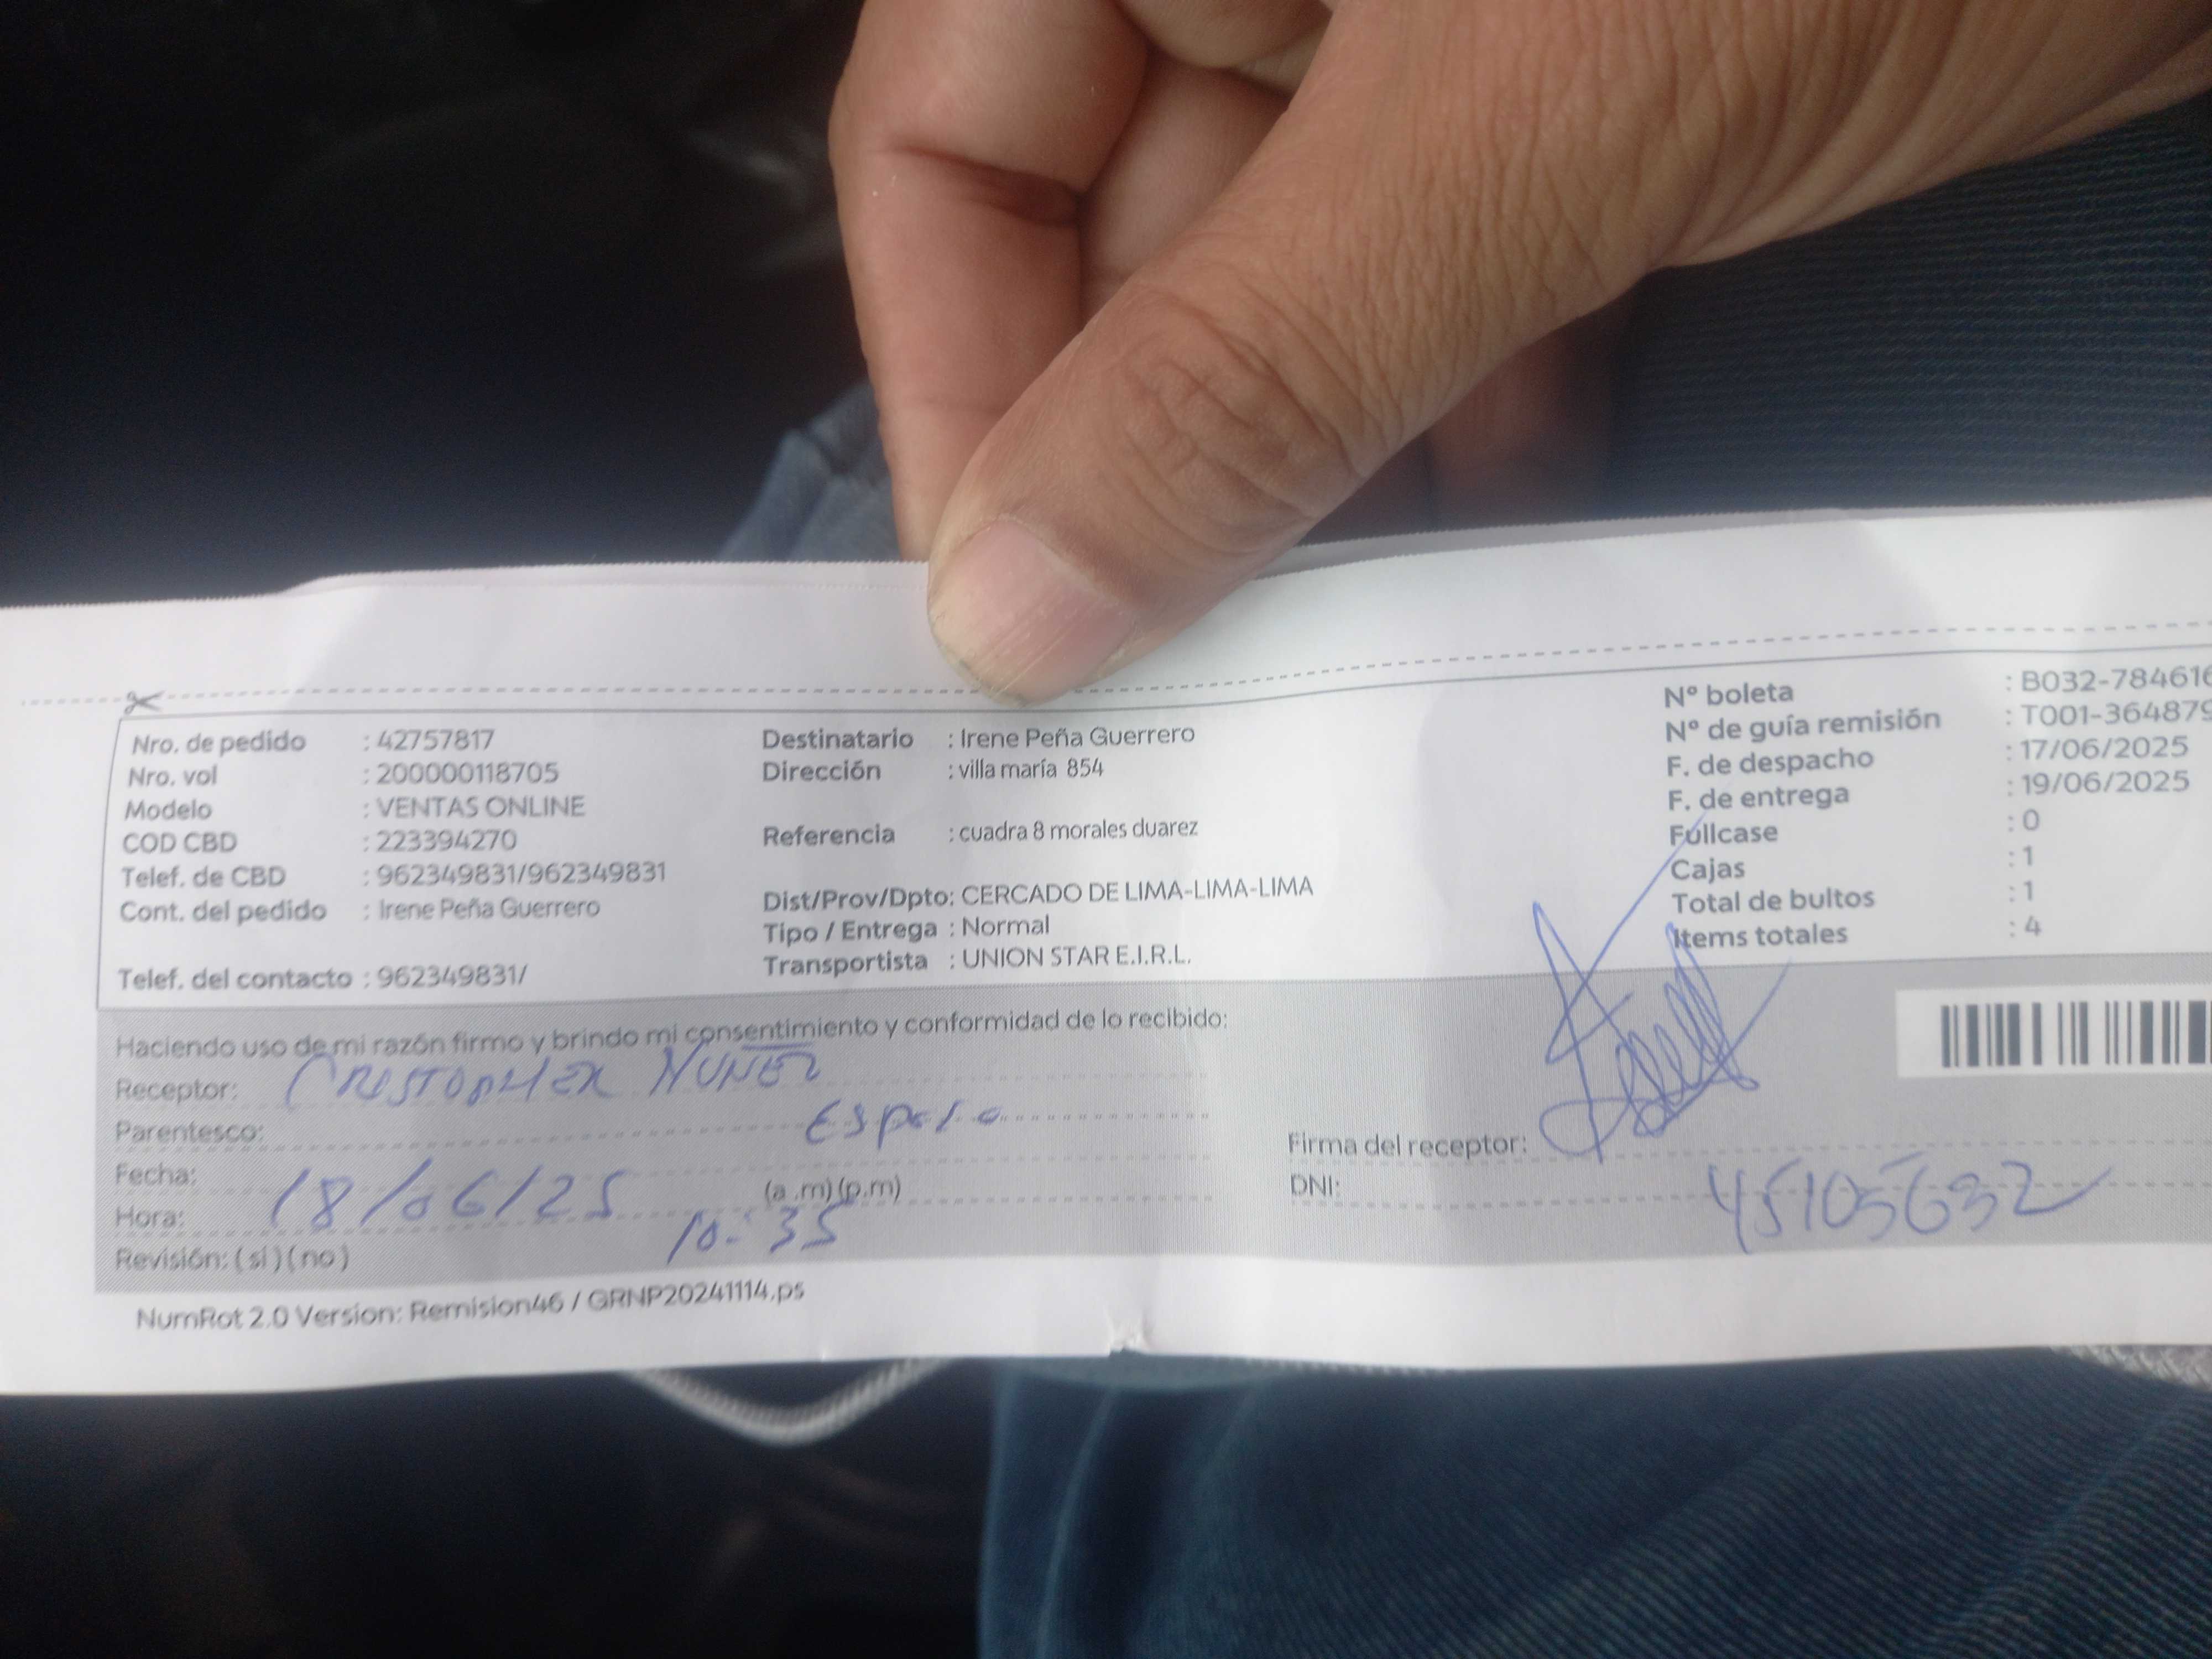 Nro. de pedido : 42757817
Nro. vol : 200000118705
Modelo : VENTAS ONLINE
COD CBD : 223394270
Telef. de CBD : 962349831/962349831
Cont. del pedido : Irene Peña Guerrero
Telef. del contacto : 962349831/
Destinatario : Irene Peña Guerrero
Dirección : villa maría 854
Referencia : cuadra 8 morales duarez
Dist/Prov/Dpto: CERCADO DE LIMA-LIMA-LIMA
Tipo / Entrega : Normal
Transportista : UNION STAR E.I.R.L.
Nº boleta : B032-784616
Nº de guía remisión : T001-364879
F. de despacho : 17/06/2025
F. de entrega : 19/06/2025
Fullcase : 0
Cajas : 1
Total de bultos : 1
Items totales : 4
Haciendo uso de mi razón firmo y brindo mi consentimiento y conformidad de lo recibido:
Receptor: CRISTOPHER NUÑEZ
Parentesco: Esposo
Fecha: 18/06/25
Hora: (a .m) (p.m) 10:35
Revisión: ( si ) ( no )
Firma del receptor:
DNI: 45105632
NumRot 2.0 Version: Remision46 / GRNP20241114.ps